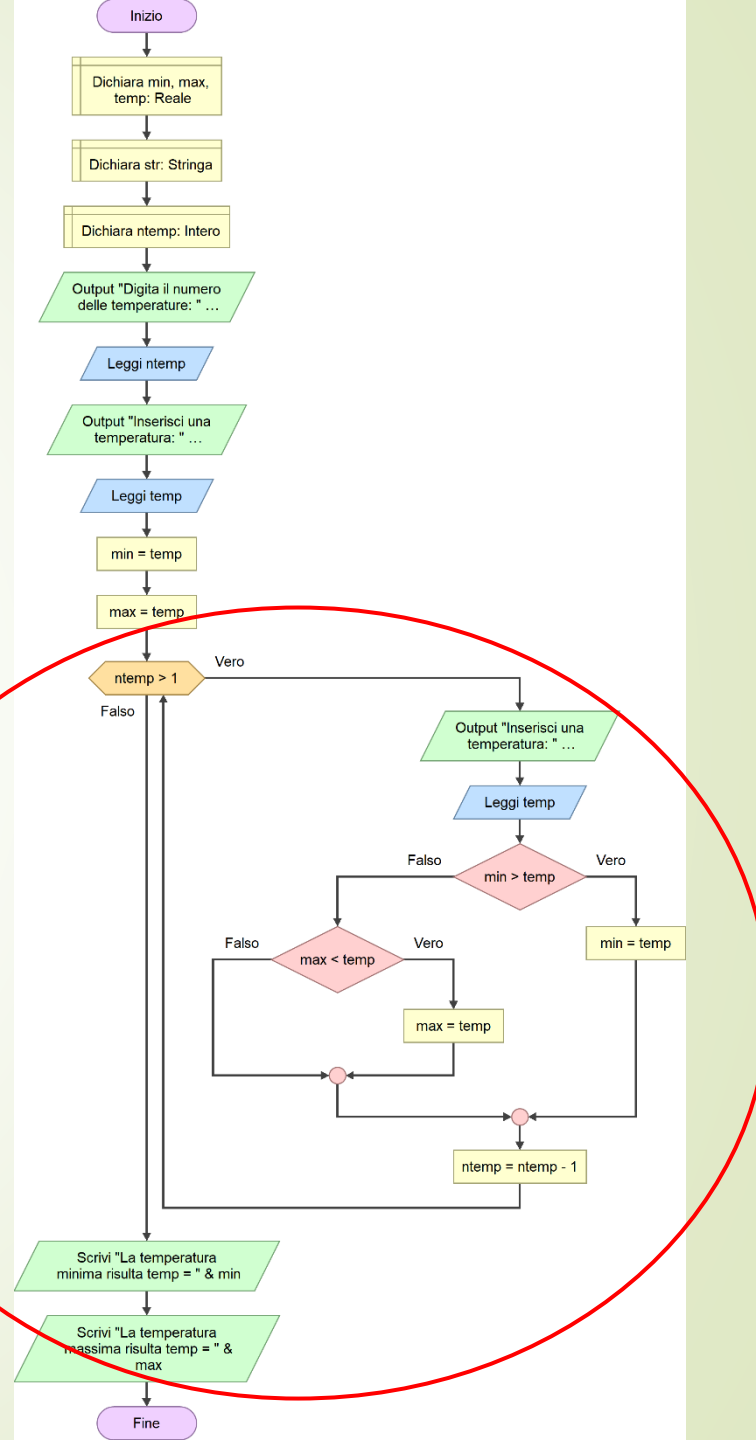 Inizio
Dichiara min, max,
temp: Reale
Dichiara str: Stringa
Dichiara ntemp: Intero
Output "Digita il numero
delle temperature: " ...
Leggi ntemp
Output "Inserisci una
temperatura: " ...
Leggi temp
min = temp
max = temp
ntemp > 1
Vero
Falso
Output "Inserisci una
temperatura: " ...
Leggi temp
min > temp
Falso
Vero
min = temp
max < temp
Falso
Vero
max = temp
ntemp = ntemp - 1
Scrivi "La temperatura
minima risulta temp = " & min
Scrivi "La temperatura
massima risulta temp = " &
max
Fine